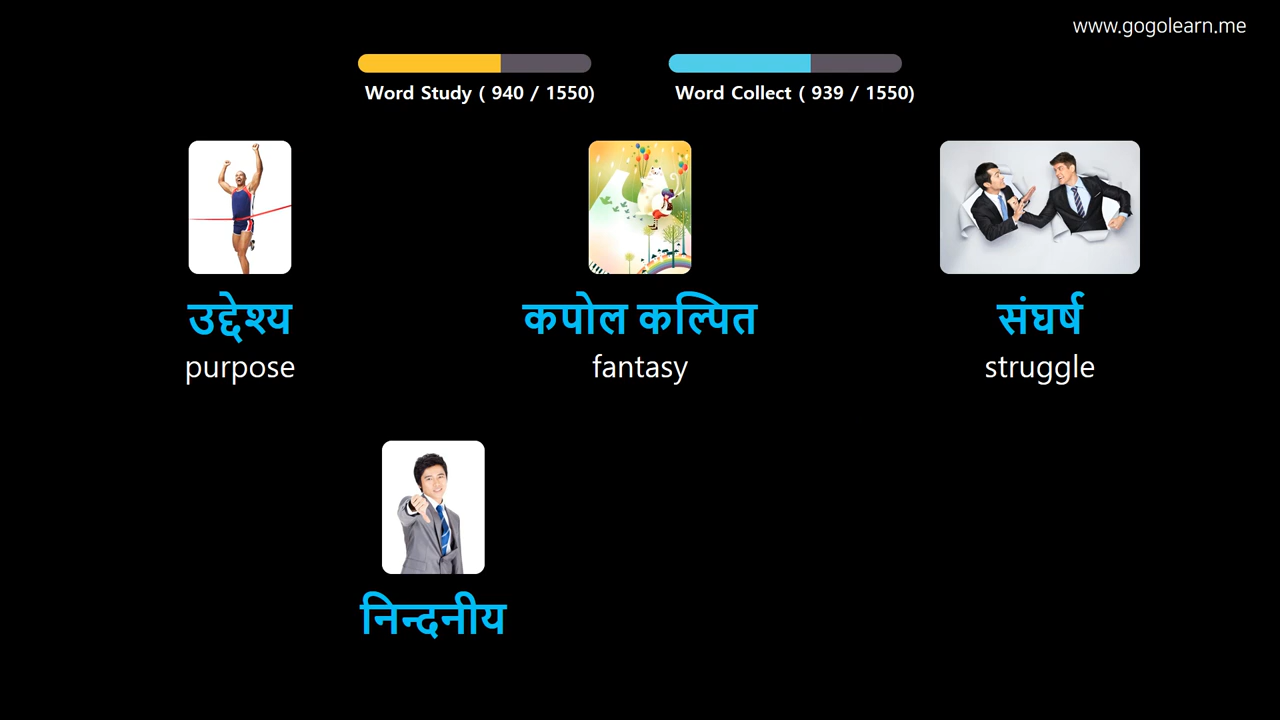 www.gogolearn.me
Word Study ( 940 / 1550)
Word Collect ( 939 / 1550)
उद्देश्य
purpose
कपोल कल्पित
fantasy
संघर्ष
struggle
निन्दनीय